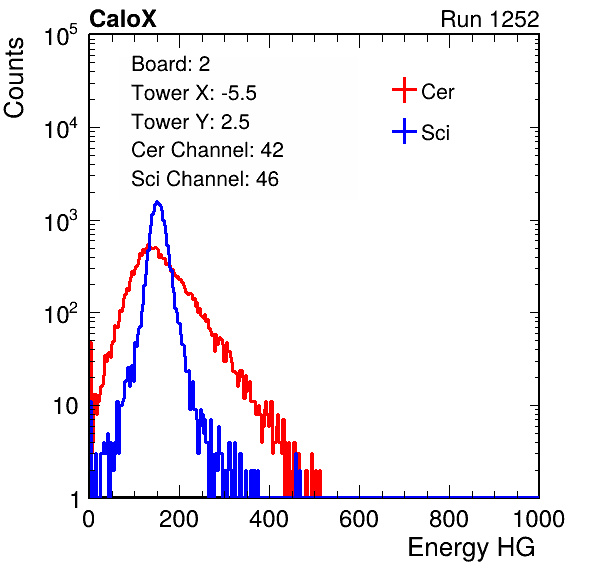 CaloX Run 1252
Counts
10^5
10^4
10^3
10^2
10
1
Board: 2
Tower X: -5.5
Tower Y: 2.5
Cer Channel: 42
Sci Channel: 46
Cer
Sci
0 200 400 600 800 1000
Energy HG